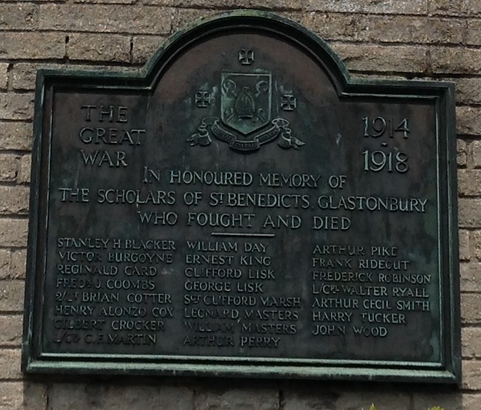 THE
GREAT
WAR
1914
-
1918
IN HONOURED MEMORY OF
THE SCHOLARS OF ST BENEDICTS GLASTONBURY
WHO FOUGHT AND DIED
STANLEY H BLACKER
VICTOR BURGOYNE
REGINALD CARD
FREDK J COOMBS
2/LT BRIAN COTTER
HENRY ALONZO COX
GILBERT CROCKER
L/CPL C.F. MARTIN
WILLIAM DAY
ERNEST KING
CLIFFORD LISK
GEORGE LISK
SGT CLIFFORD MARSH
LEONARD MASTERS
WILLIAM MASTERS
ARTHUR PERRY
ARTHUR PIKE
FRANK RIDEOUT
FREDERICK ROBINSON
L/CPL WALTER RYALL
ARTHUR CECIL SMITH
HARRY TUCKER
JOHN WOOD